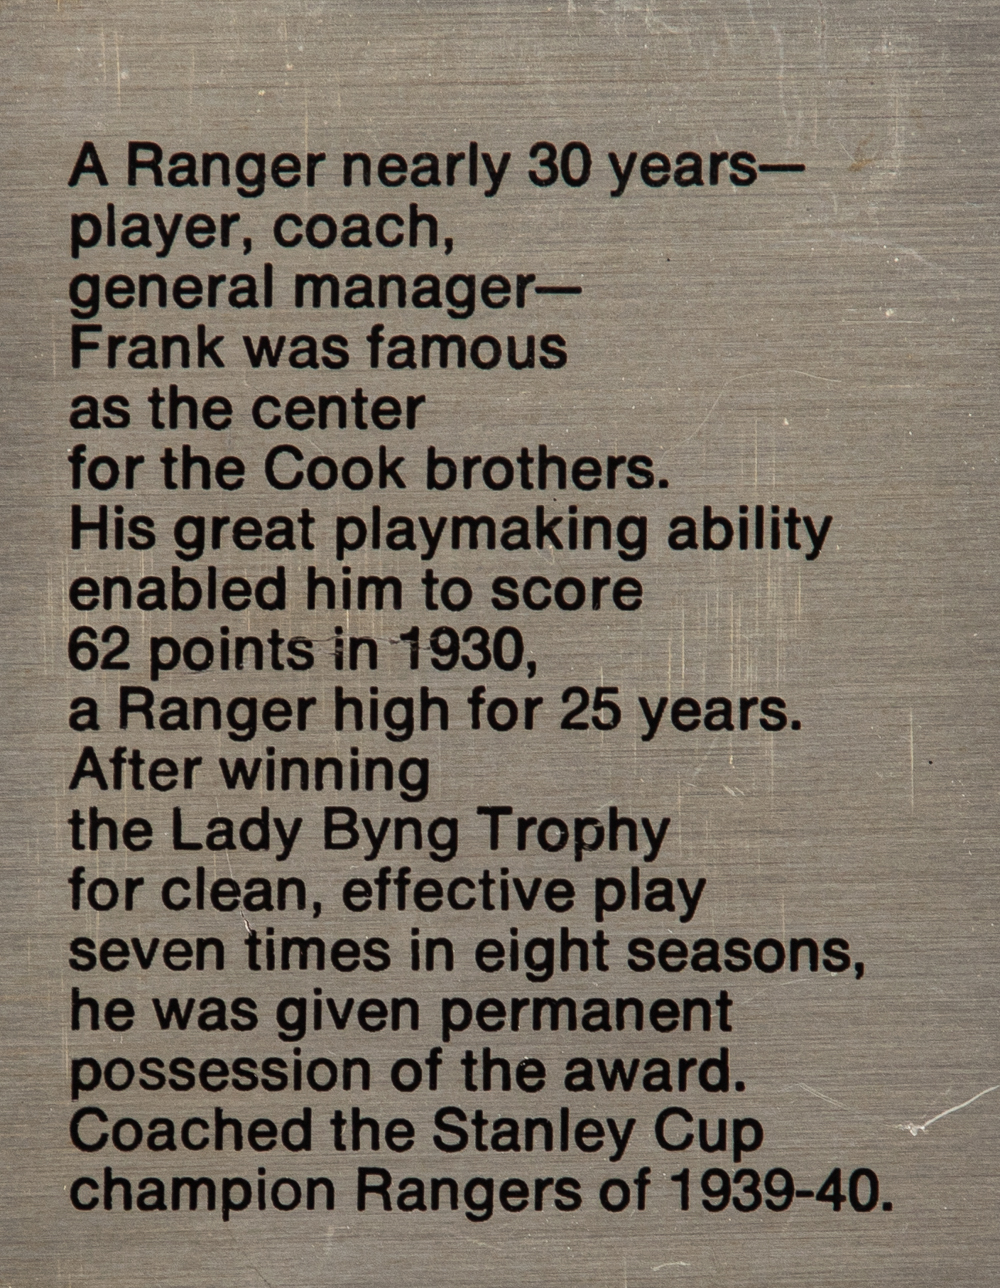 A Ranger nearly 30 years—
player, coach,
general manager—
Frank was famous
as the center
for the Cook brothers.
His great playmaking ability
enabled him to score
62 points in 1930,
a Ranger high for 25 years.
After winning
the Lady Byng Trophy
for clean, effective play
seven times in eight seasons,
he was given permanent
possession of the award.
Coached the Stanley Cup
champion Rangers of 1939-40.